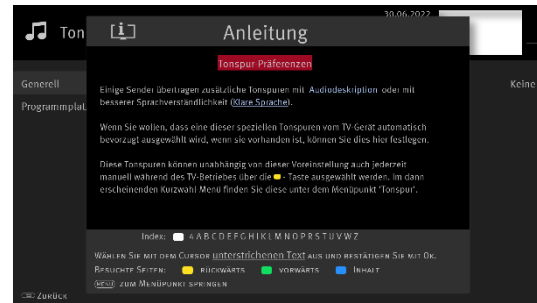 30.06.2022
Ton
Anleitung
Tonspur-Präferenzen
Generell
Keine
Programmplat
Einige Sender übertragen zusätzliche Tonspuren mit Audiodeskription oder mit
besserer Sprachverständlichkeit (Klare Sprache).
Wenn Sie wollen, dass eine dieser speziellen Tonspuren vom TV-Gerät automatisch
bevorzugt ausgewählt wird, wenn sie vorhanden ist, können Sie dies hier festlegen.
Diese Tonspuren können unabhängig von dieser Voreinstellung auch jederzeit
manuell während des TV-Betriebes über die - Taste ausgewählt werden. Im dann
erscheinenden Kurzwahl Menü finden Sie diese unter dem Menüpunkt 'Tonspur'.
Index: 4 A B C D E F G H I K L M N O P R S T U V W Z
Wählen Sie mit dem Cursor unterstrichenen Text aus und bestätigen Sie mit OK.
Besuchte Seiten: rückwärts vorwärts Inhalt
MENU zum Menüpunkt springen
Zurück